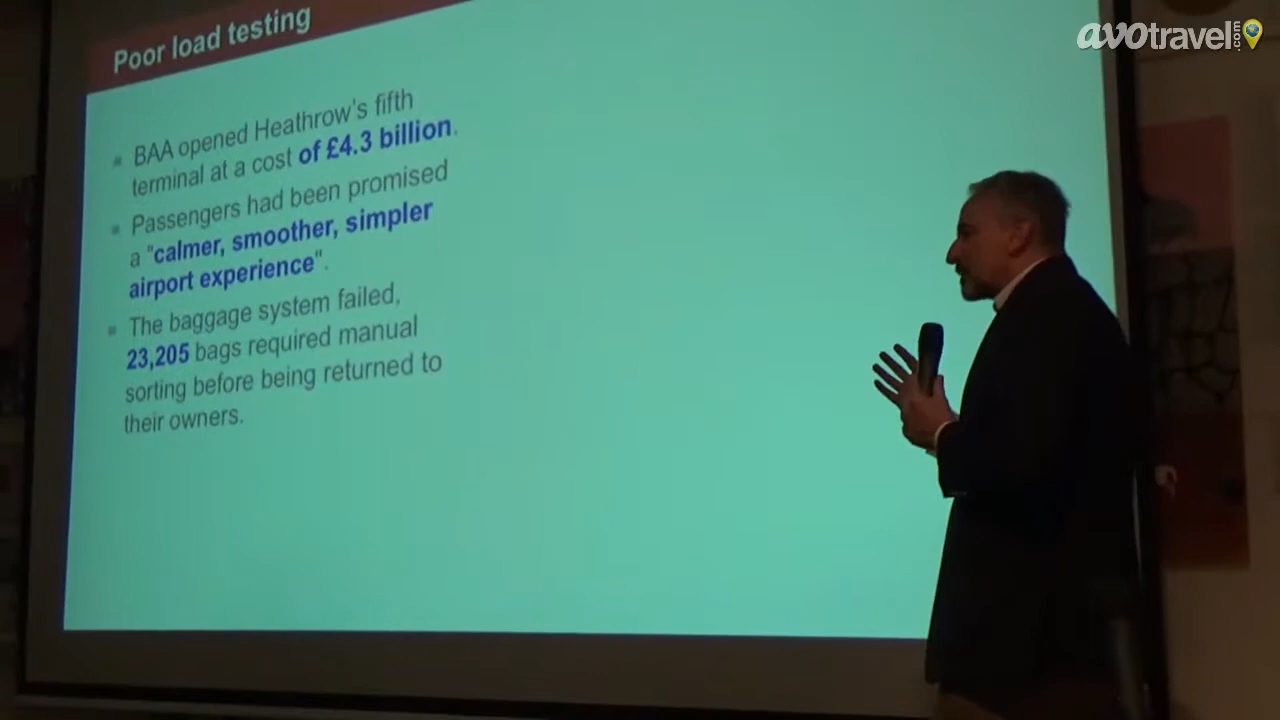 Poor load testing
BAA opened Heathrow's fifth
terminal at a cost of £4.3 billion.
Passengers had been promised
a "calmer, smoother, simpler
airport experience".
The baggage system failed,
23,205 bags required manual
sorting before being returned to
their owners.
avotravel.com